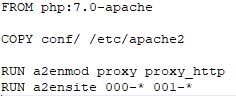 FROM php:7.0-apache
COPY conf/ /etc/apache2
RUN a2enmod proxy proxy_http
RUN a2ensite 000-* 001-*